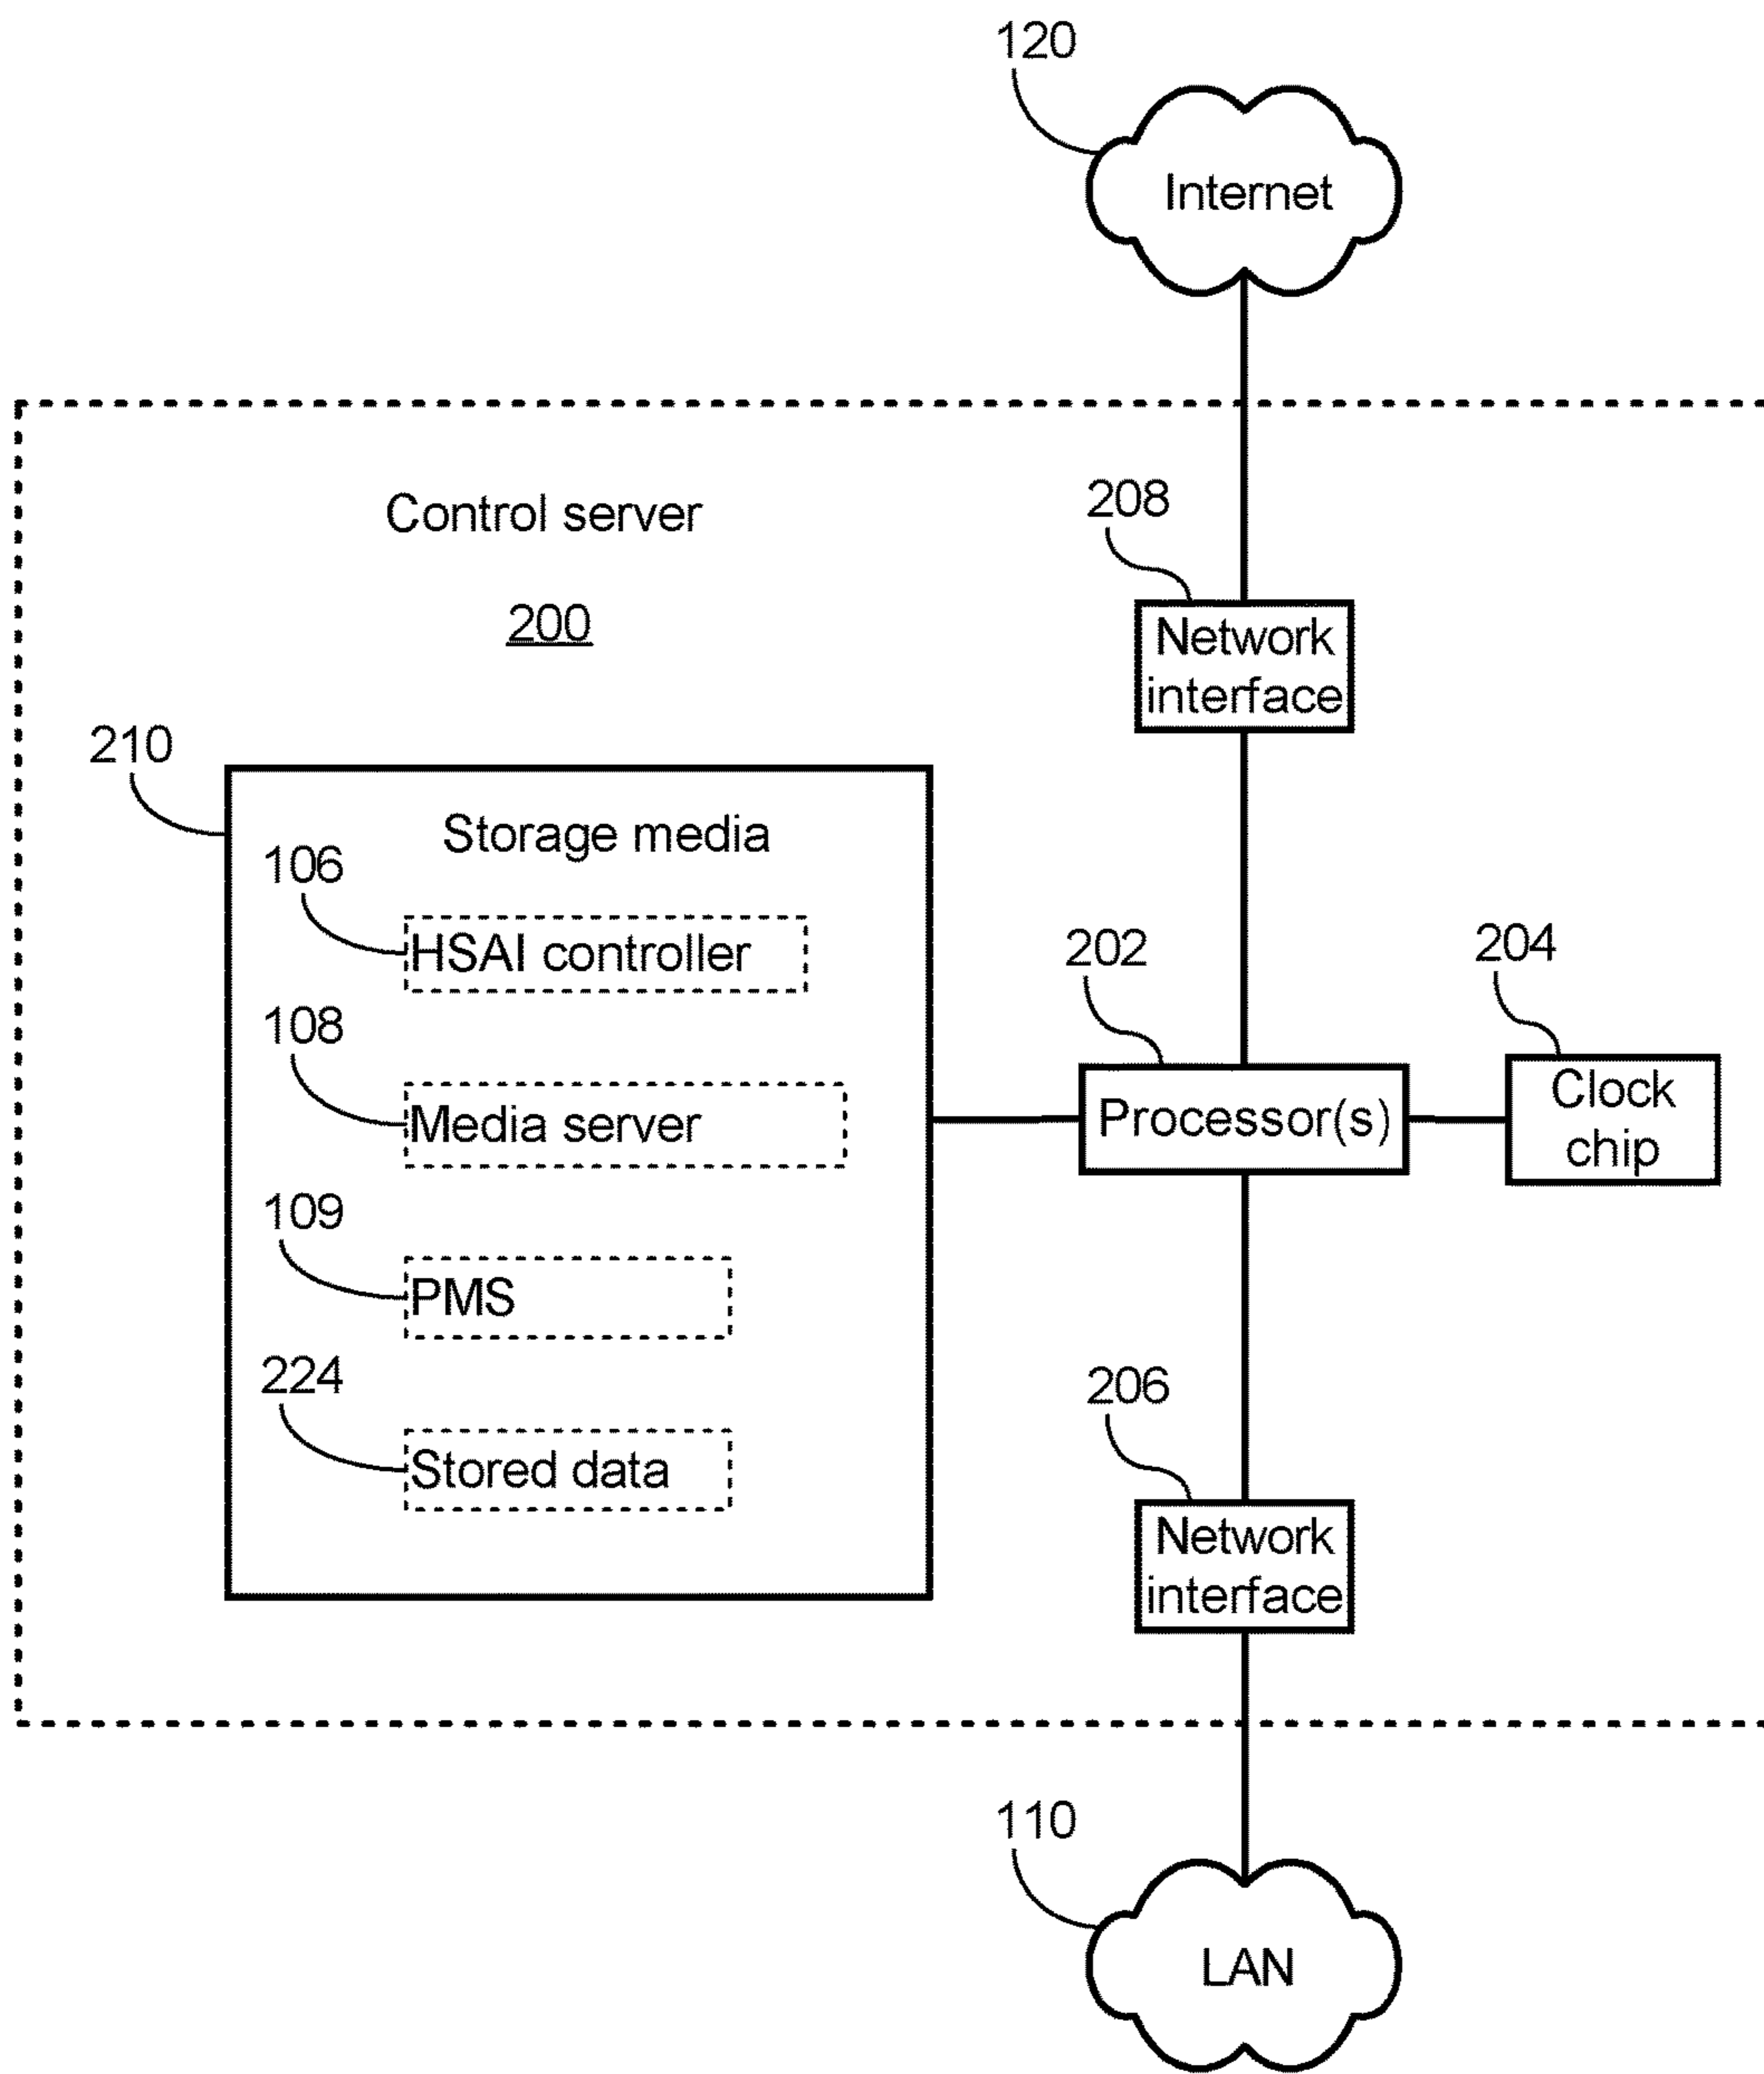 120
Internet
Control server
200
208
Network
interface
210
Storage media
106
HSAI controller
108
Media server
109
PMS
224
Stored data
202
Processor(s)
204
Clock
chip
206
Network
interface
110
LAN